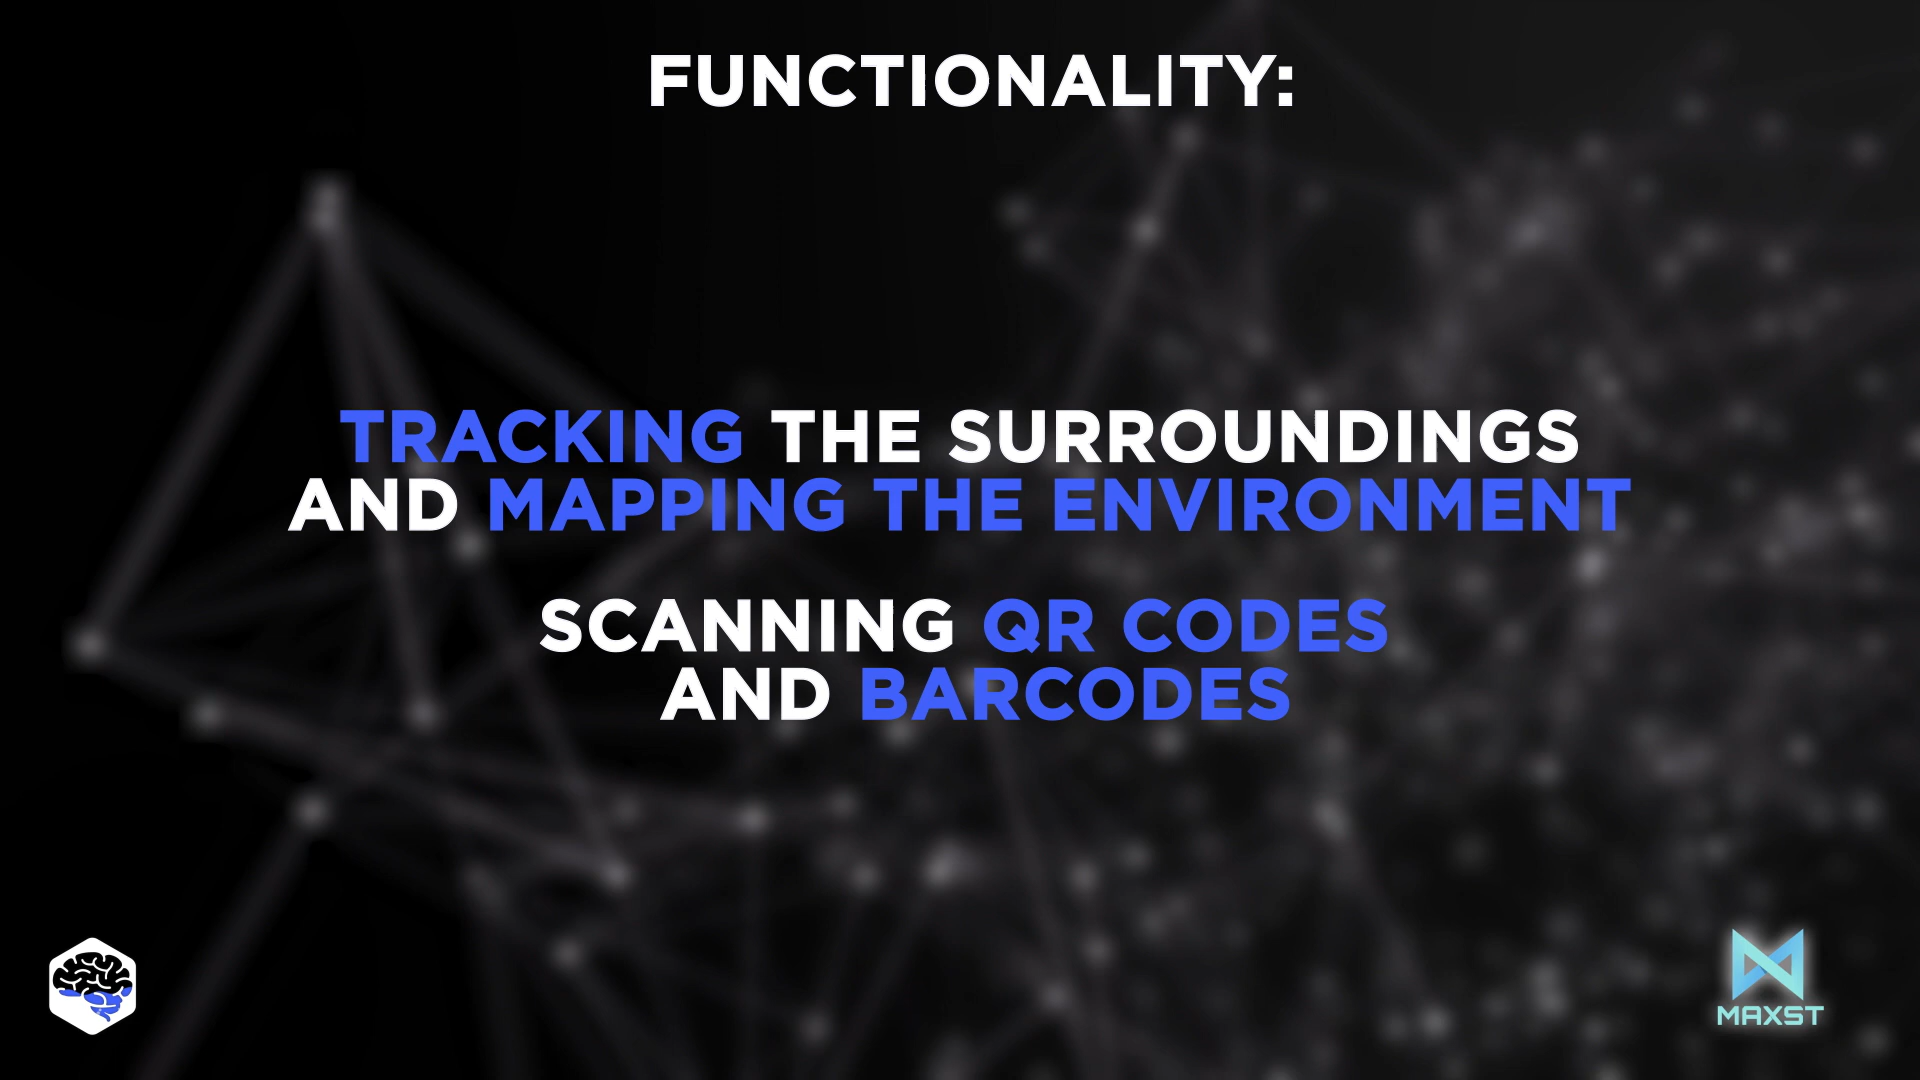 FUNCTIONALITY:
TRACKING THE SURROUNDINGS
AND MAPPING THE ENVIRONMENT
SCANNING QR CODES
AND BARCODES
MAXST